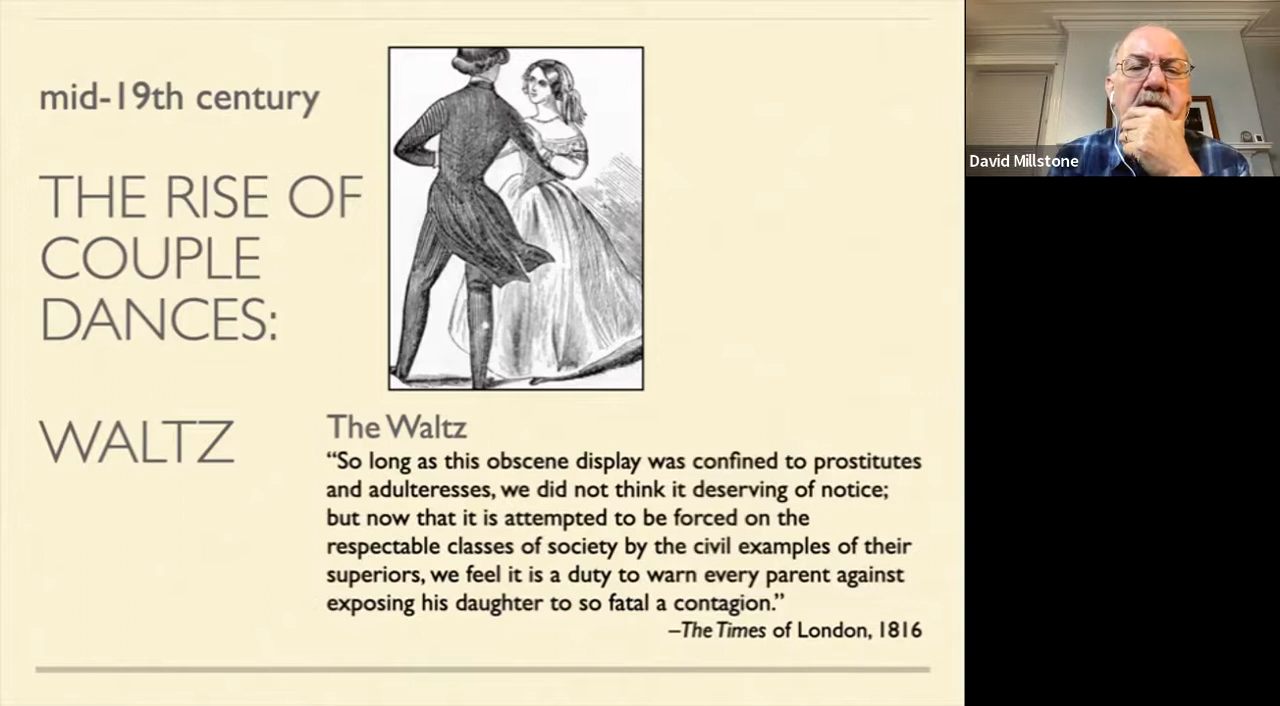 mid-19th century
THE RISE OF
COUPLE
DANCES:
WALTZ
The Waltz
“So long as this obscene display was confined to prostitutes
and adulteresses, we did not think it deserving of notice;
but now that it is attempted to be forced on the
respectable classes of society by the civil examples of their
superiors, we feel it is a duty to warn every parent against
exposing his daughter to so fatal a contagion.”
–The Times of London, 1816
David Millstone